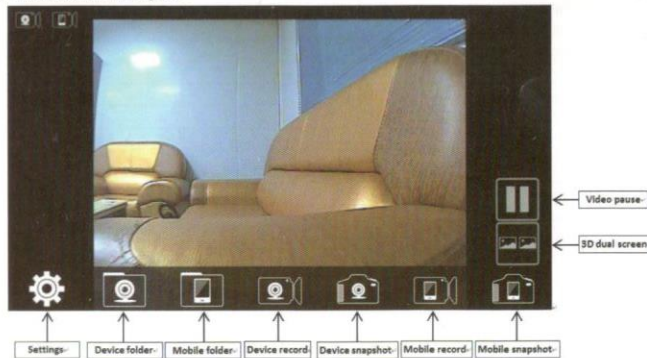 Video pause
3D dual screen
Settings
Device folder
Mobile folder
Device record
Device snapshot
Mobile record
Mobile snapshot